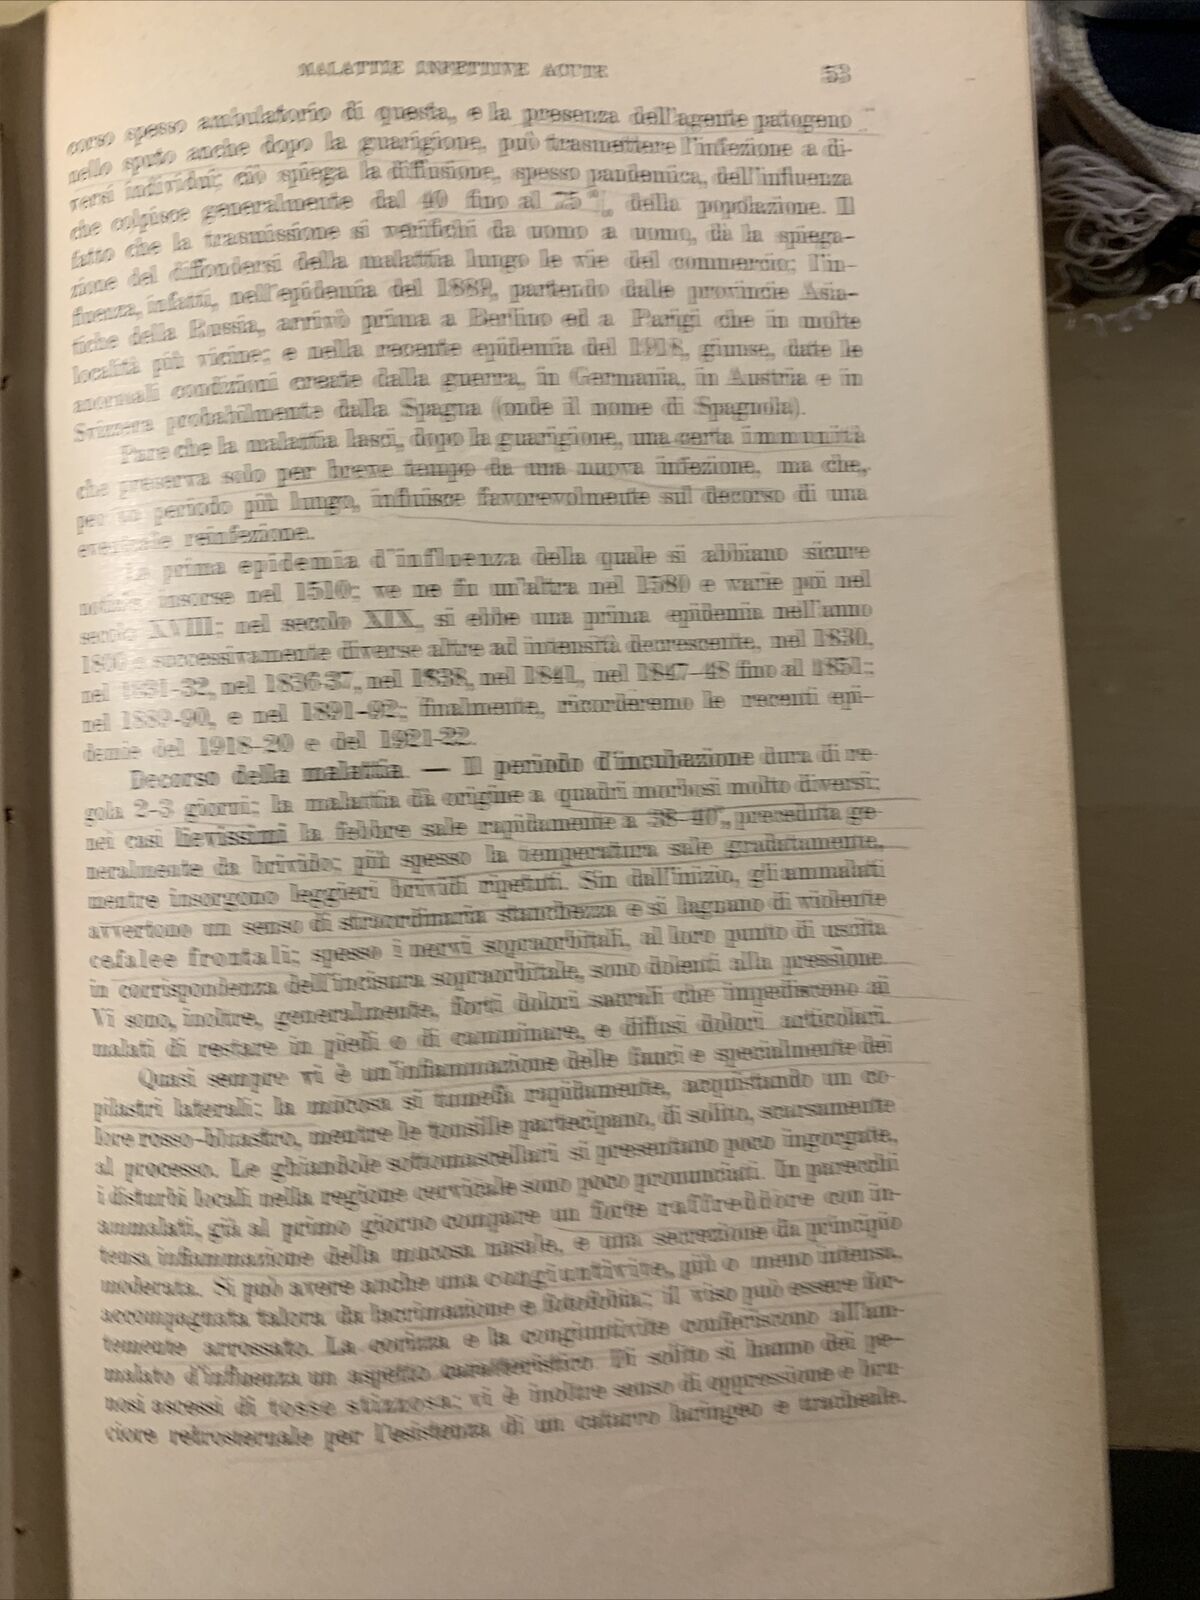 MALATTIE INFETTIVE ACUTE 53
corso spesso ambulatorio di questa, e la presenza dell'agente patogeno
nello sputo anche dopo la guarigione, può trasmettere l'infezione a di-
versi individui; ciò spiega la diffusione, spesso pandemica, dell'influenza
che colpisce generalmente dal 40 fino al 75 % della popolazione. Il
fatto che la trasmissione si verifichi da uomo a uomo, dà la spiega-
zione del diffondersi della malattia lungo le vie del commercio; l'in-
fluenza, infatti, nell'epidemia del 1889, partendo dalle provincie Asia-
tiche della Russia, arrivò prima a Berlino ed a Parigi che in molte
località più vicine; e nella recente epidemia del 1918, giunse, date le
anormali condizioni create dalla guerra, in Germania, in Austria e in
Svizzera probabilmente dalla Spagna (onde il nome di Spagnola).
Pare che la malattia lasci, dopo la guarigione, una certa immunità
che preserva solo per breve tempo da una nuova infezione, ma che,
per un periodo più lungo, influisce favorevolmente sul decorso di una
eventuale reinfezione.
La prima epidemia d'influenza della quale si abbiano sicure
notizie, insorse nel 1510; ve ne fu un'altra nel 1580 e varie poi nel
secolo XVIII; nel secolo XIX, si ebbe una prima epidemia nell'anno
e successivamente diverse altre ad intensità decrescente, nel 1830,
nel 1831-32, nel 1836-37, nel 1838, nel 1841, nel 1847-48 fino al 1851;
nel 1889-90, e nel 1891-92; finalmente, ricorderemo le recenti epi-
demie del 1918-20 e del 1921-22.
Decorso della malattia. — Il periodo d'incubazione dura di re-
gola 2-3 giorni; la malattia dà origine a quadri morbosi molto diversi;
nei casi lievissimi la febbre sale rapidamente a 38-40°, preceduta ge-
neralmente da brivido; più spesso la temperatura sale gradatamente,
mentre insorgono leggieri brividi ripetuti. Sin dall'inizio, gli ammalati
avvertono un senso di straordinaria stanchezza e si lagnano di violente
cefalee frontali; spesso i nervi sopraorbitali, al loro punto di uscita
in corrispondenza dell'incisura sopraorbitale, sono dolenti alla pressione.
Vi sono, inoltre, generalmente, forti dolori sacrali che impediscono ai
malati di restare in piedi o di camminare, e diffusi dolori articolari.
Quasi sempre vi è un'infiammazione delle fauci e specialmente dei
pilastri laterali; la mucosa si tumefà rapidamente, acquistando un co-
lore rosso-bluastro, mentre le tonsille partecipano, di solito, scarsamente
al processo. Le ghiandole sottomascellari si presentano poco ingorgate,
i disturbi locali nella regione cervicale sono poco pronunciati. In parecchi
ammalati, già al primo giorno compare un forte raffreddore con in-
tensa infiammazione della mucosa nasale, e una secrezione da principio
moderata. Si può avere anche una congiuntivite, più o meno intensa,
accompagnata talora da lacrimazione e fotofobia; il viso può essere for-
temente arrossato. La corizza e la congiuntivite conferiscono all'am-
malato d'influenza un aspetto caratteristico. Di solito si hanno dei pe-
nosi ascessi di tosse stizzosa; vi è inoltre senso di oppressione e bru-
ciore retrosternale per l'esistenza di un catarro laringeo e tracheale.